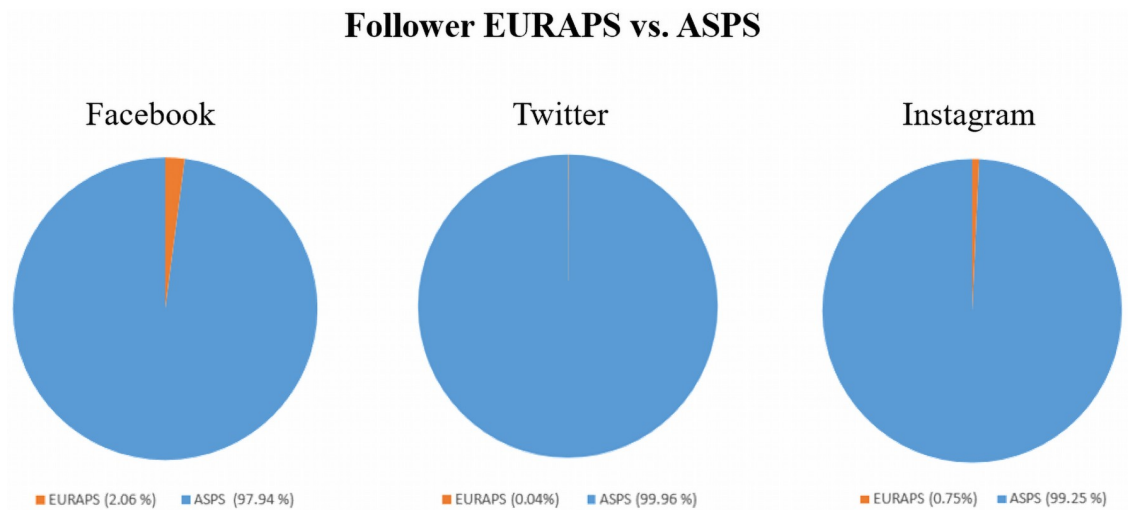 Follower EURAPS vs. ASPS
Facebook
Twitter
Instagram
EURAPS (2.06 %) ASPS (97.94 %)
EURAPS (0.04%) ASPS (99.96 %)
EURAPS (0.75%) ASPS (99.25 %)